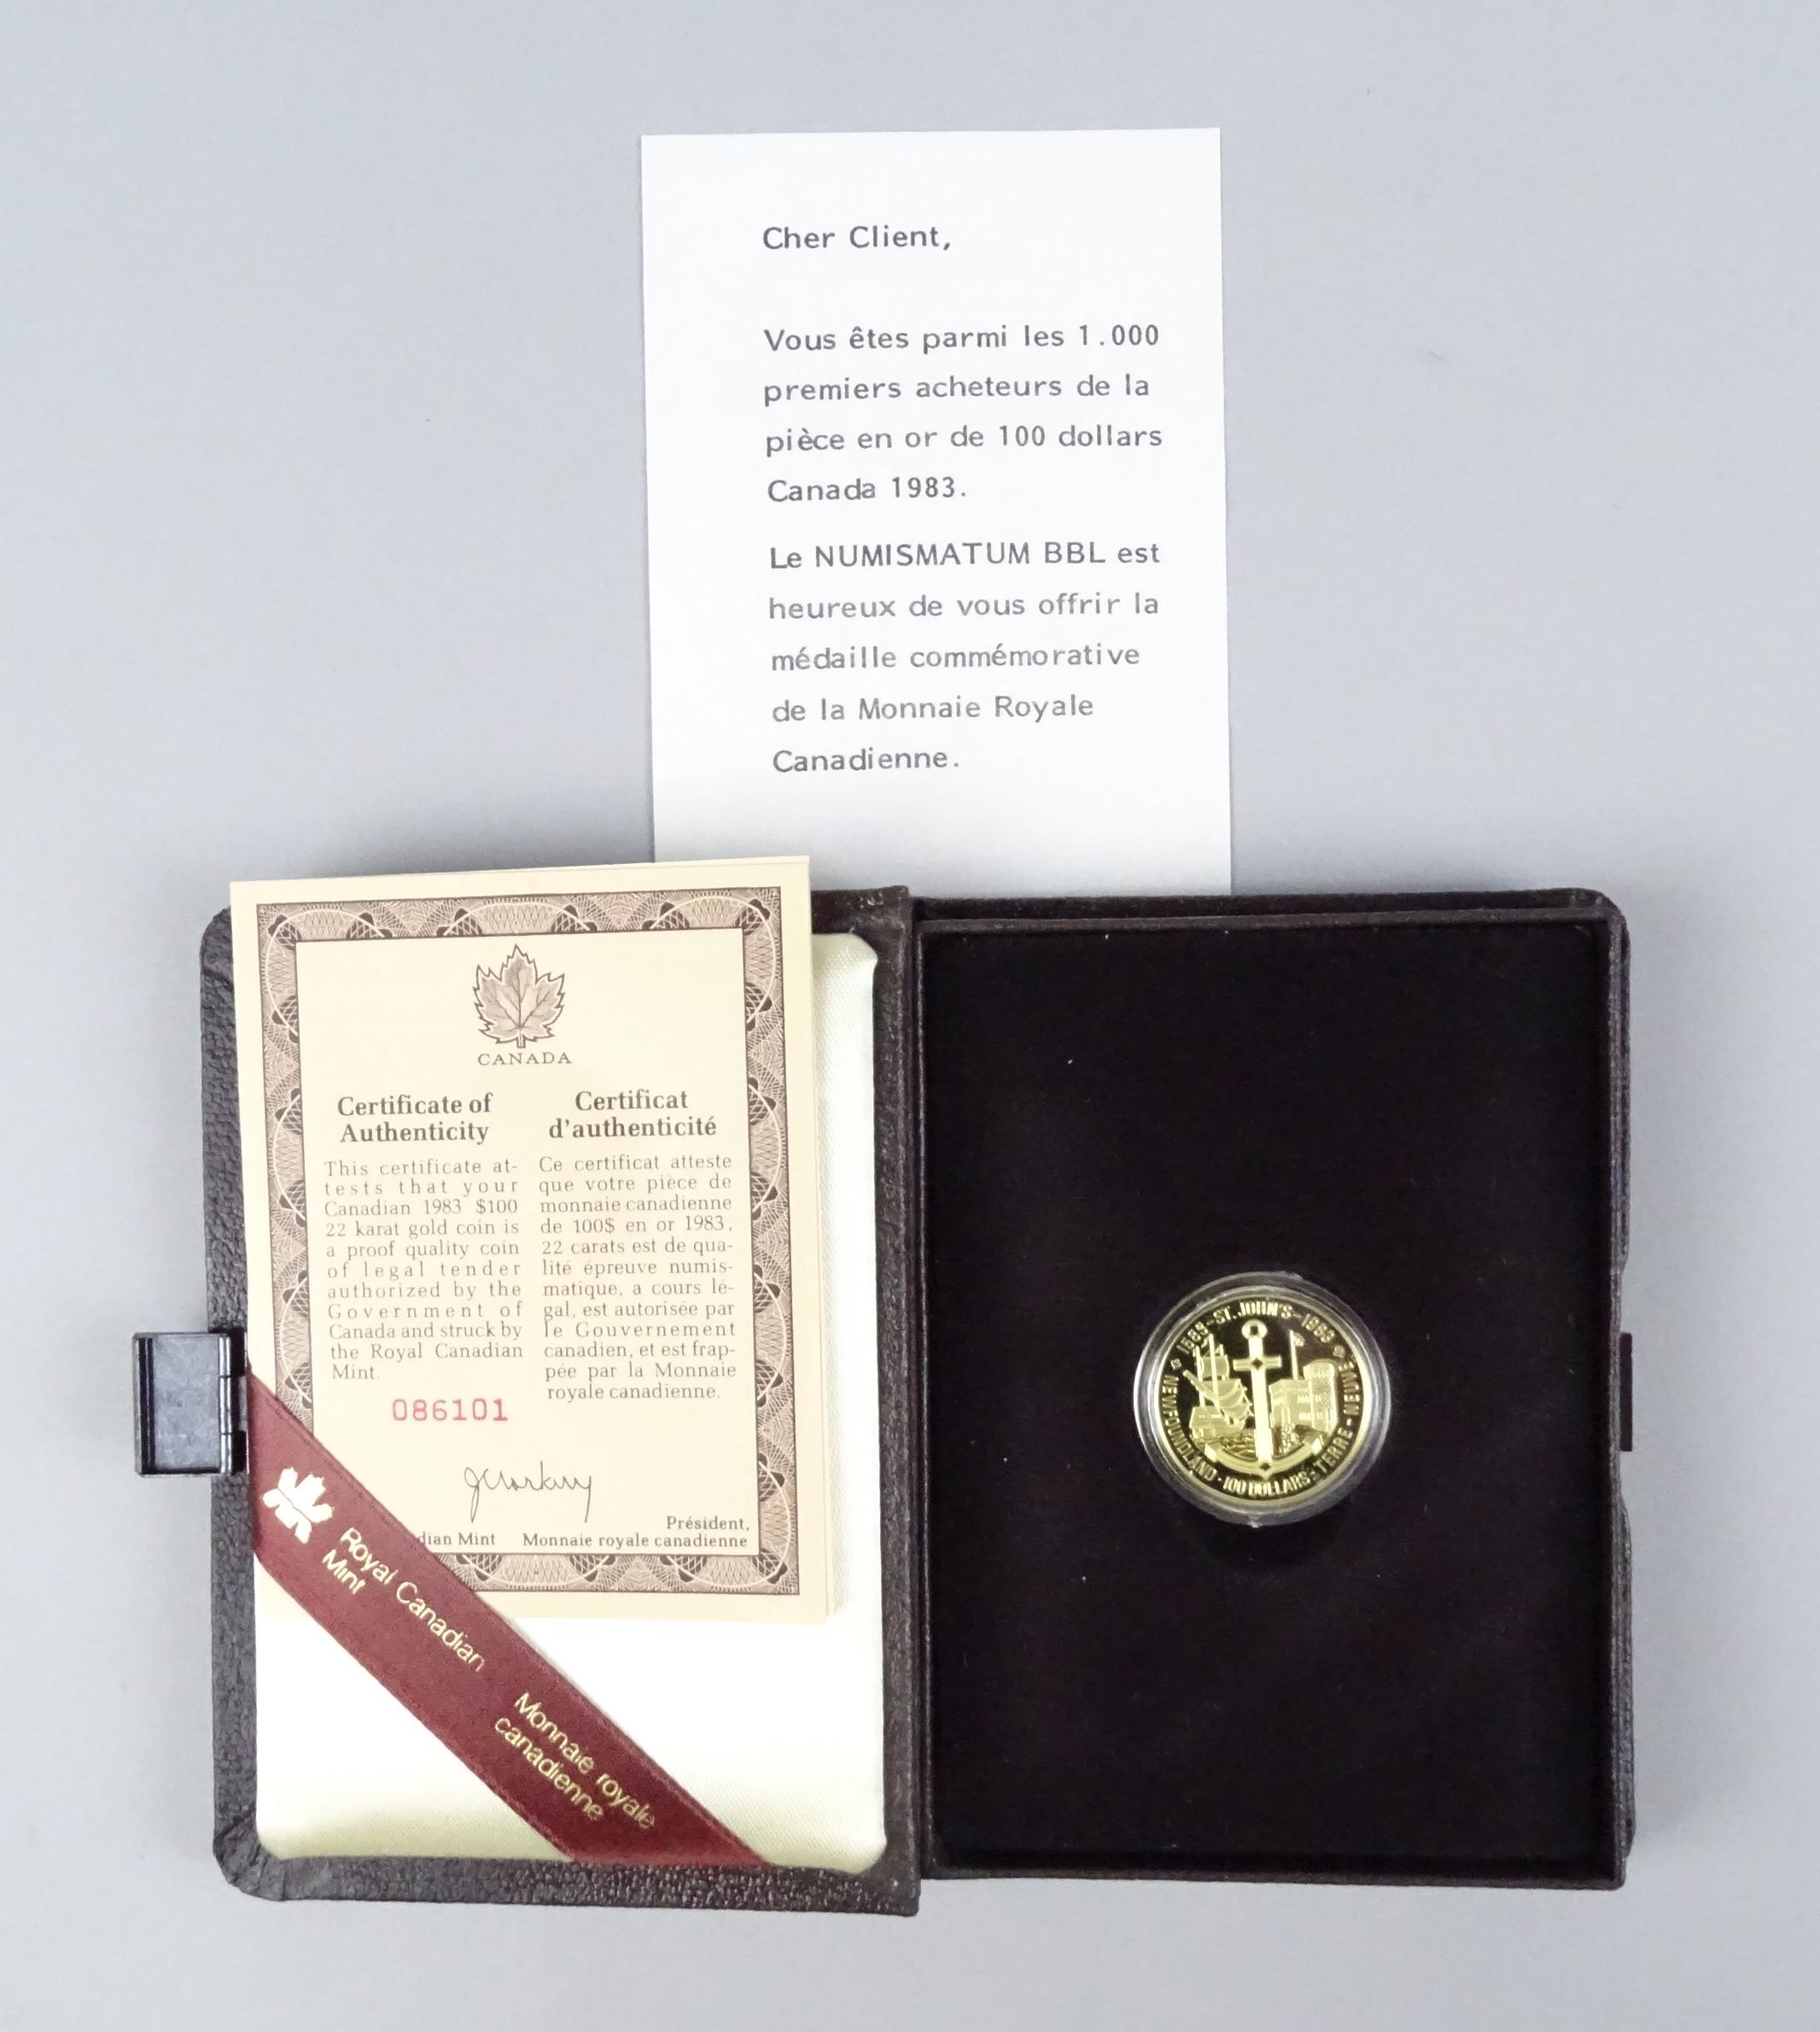 Cher Client,
Vous êtes parmi les 1.000
premiers acheteurs de la
pièce en or de 100 dollars
Canada 1983.
Le NUMISMATUM BBL est
heureux de vous offrir la
médaille commémorative
de la Monnaie Royale
Canadienne.
CANADA
Certificate of
Authenticity
This certificate at-
tests that your
Canadian 1983 $100
22 karat gold coin is
a proof quality coin
of legal tender
authorized by the
Government of
Canada and struck by
the Royal Canadian
Mint.
086101
Certificat
d'authenticité
Ce certificat atteste
que votre pièce de
monnaie canadienne
de 100$ en or 1983,
22 carats est de qua-
lité épreuve numis-
matique, a cours lé-
gal, est autorisée par
le Gouvernement
canadien, et est frap-
pée par la Monnaie
royale canadienne.
dian Mint
Président,
Monnaie royale canadienne
Royal Canadian
Mint
Monnaie royale
canadienne
1583-ST. JOHN'S-1983
NEWFOUNDLAND · 100 DOLLARS · TERRE-NEUVE